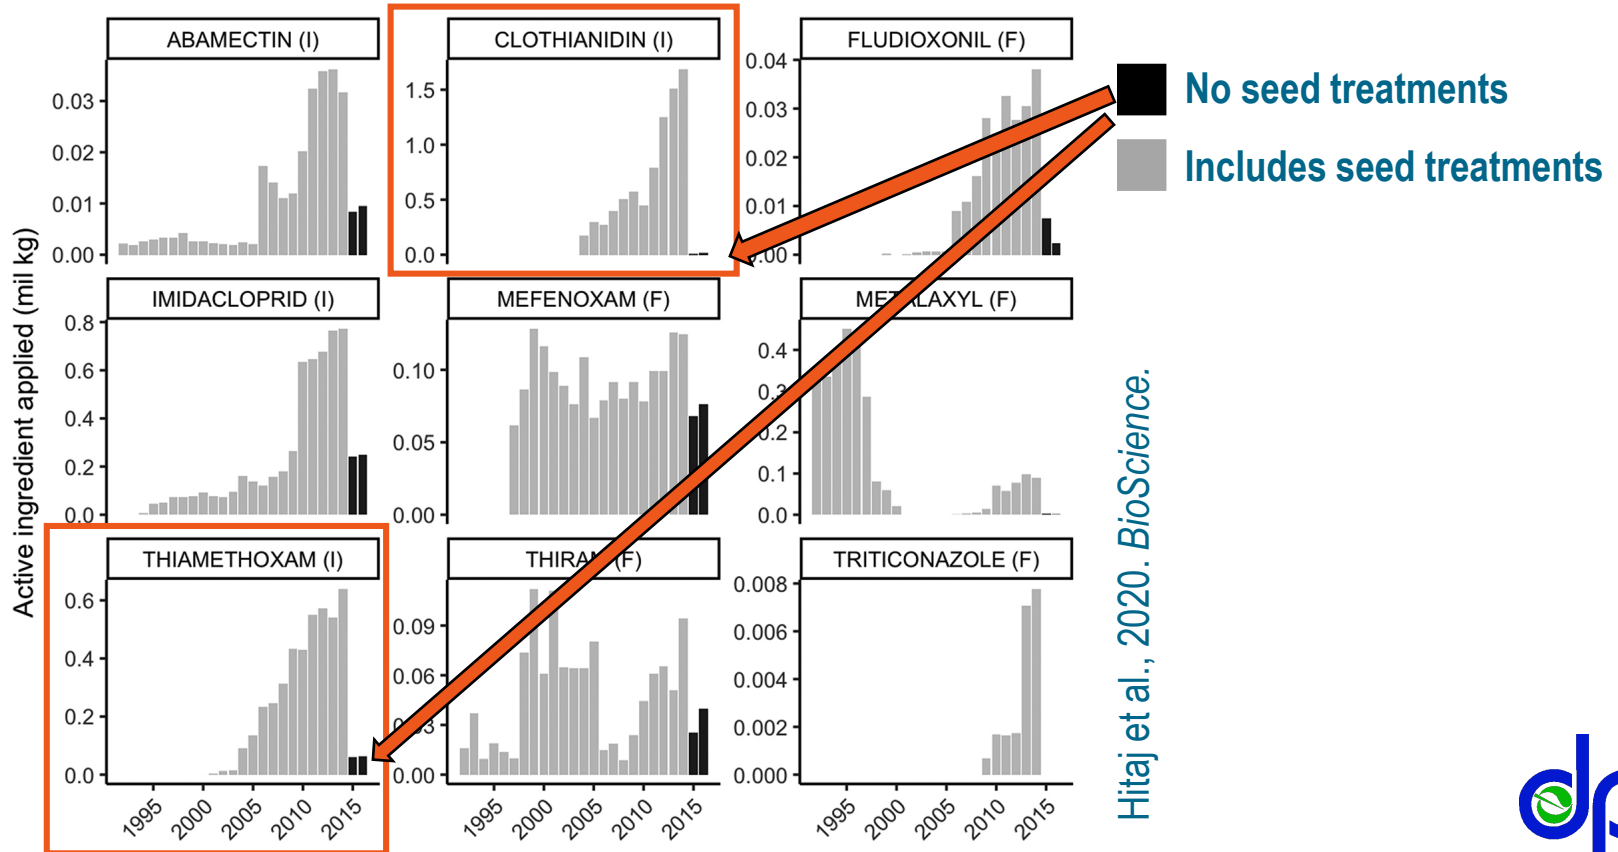 ABAMECTIN (I)
CLOTHIANIDIN (I)
FLUDIOXONIL (F)
0.03
0.02
0.01
0.00
1.5
1.0
0.5
0.0
0.04
0.03
0.02
0.01
No seed treatments
Includes seed treatments
Active ingredient applied (mil kg)
IMIDACLOPRID (I)
MEFENOXAM (F)
0.8
0.6
0.4
0.2
0.0
0.10
0.05
0.00
0.4
0.1
0.0
THIAMETHOXAM (I)
TRITICONAZOLE (F)
0.6
0.4
0.2
0.0
0.09
0.06
0.00
0.008
0.006
0.004
0.002
0.000
1995 2000 2005 2010 2015
1995 2000 2005 2010 2015
1995 2000 2005 2010 2015
Hitaj et al., 2020. BioScience.